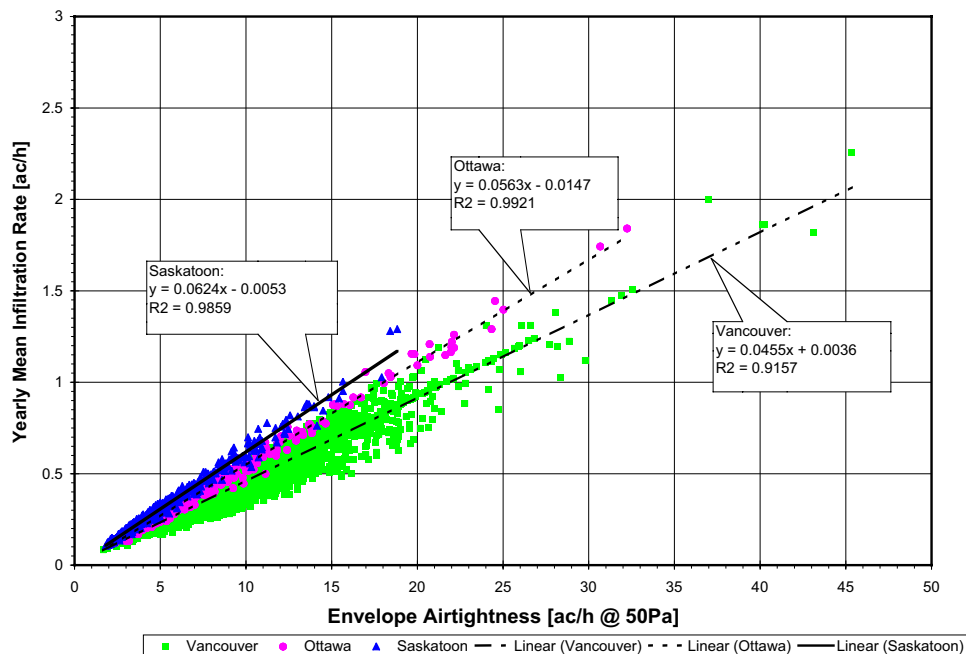 Yearly Mean Infiltration Rate [ac/h]
3
2.5
2
1.5
1
0.5
0
Ottawa:
y = 0.0563x - 0.0147
R2 = 0.9921
Saskatoon:
y = 0.0624x - 0.0053
R2 = 0.9859
Vancouver:
y = 0.0455x + 0.0036
R2 = 0.9157
0 5 10 15 20 25 30 35 40 45 50
Envelope Airtightness [ac/h @ 50Pa]
Vancouver Ottawa Saskatoon Linear (Vancouver) Linear (Ottawa) Linear (Saskatoon)